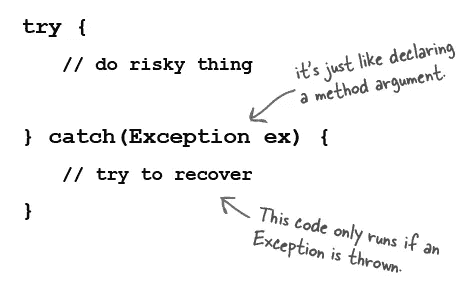 try {
// do risky thing
it's just like declaring
a method argument.
} catch(Exception ex) {
// try to recover
}
This code only runs if an
Exception is thrown.